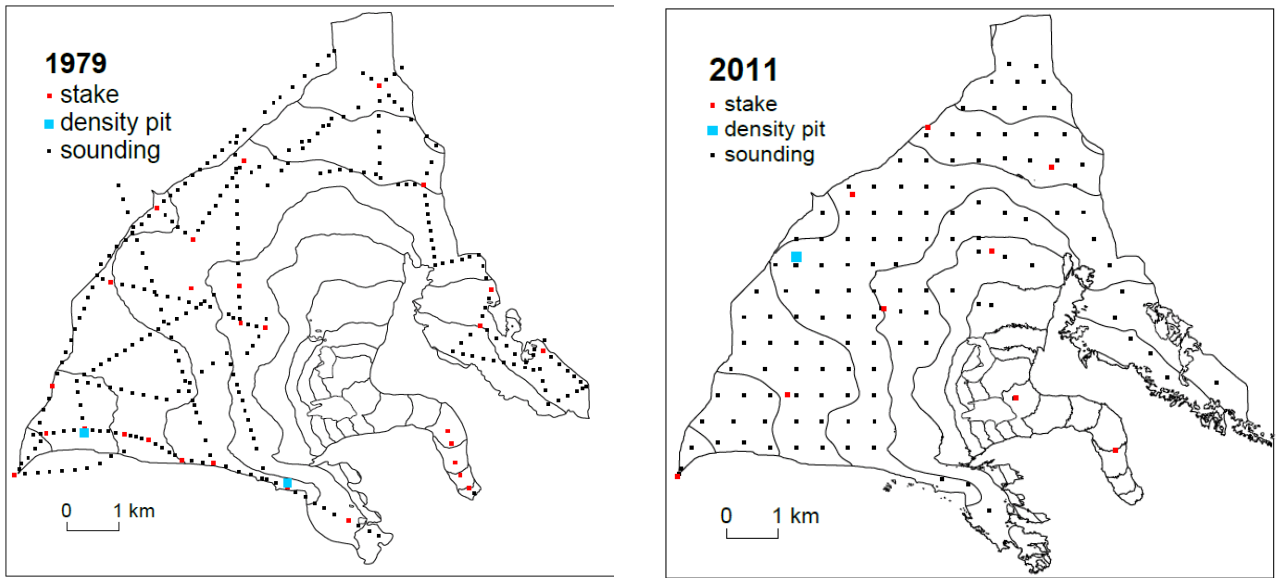 1979
stake
density pit
sounding
0 1 km
2011
stake
density pit
sounding
0 1 km